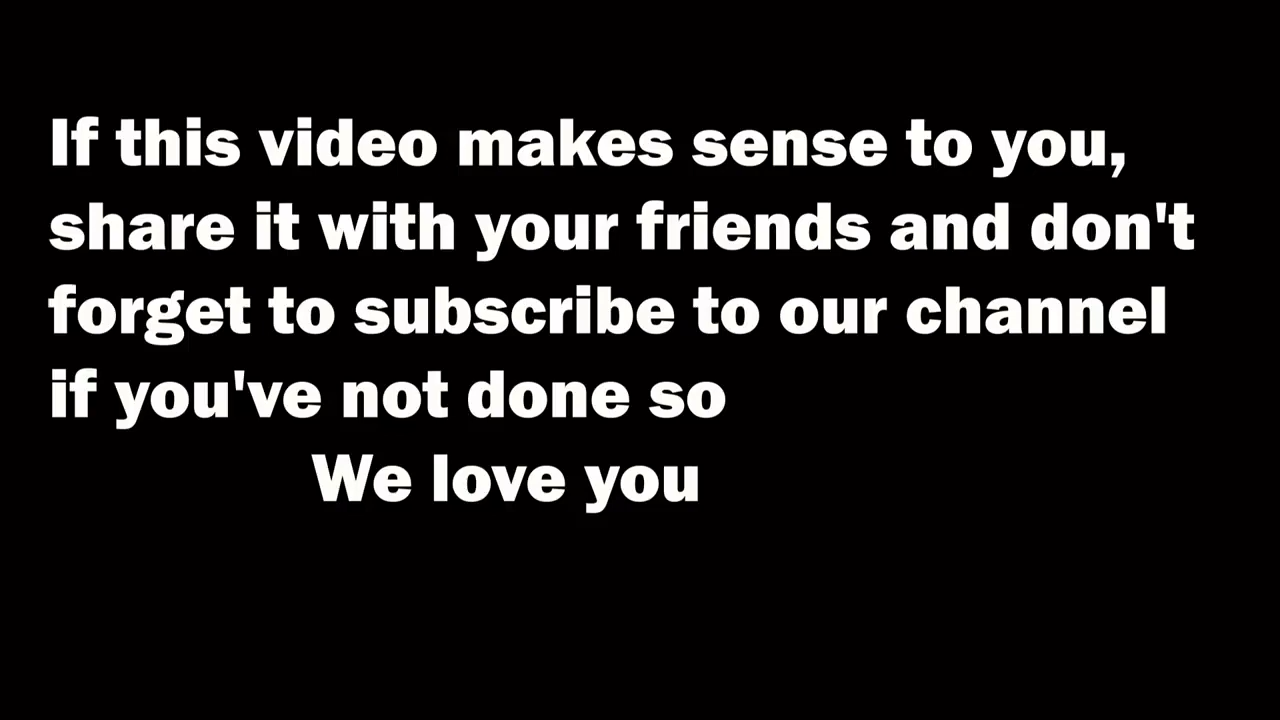 If this video makes sense to you,
share it with your friends and don't
forget to subscribe to our channel
if you've not done so
We love you